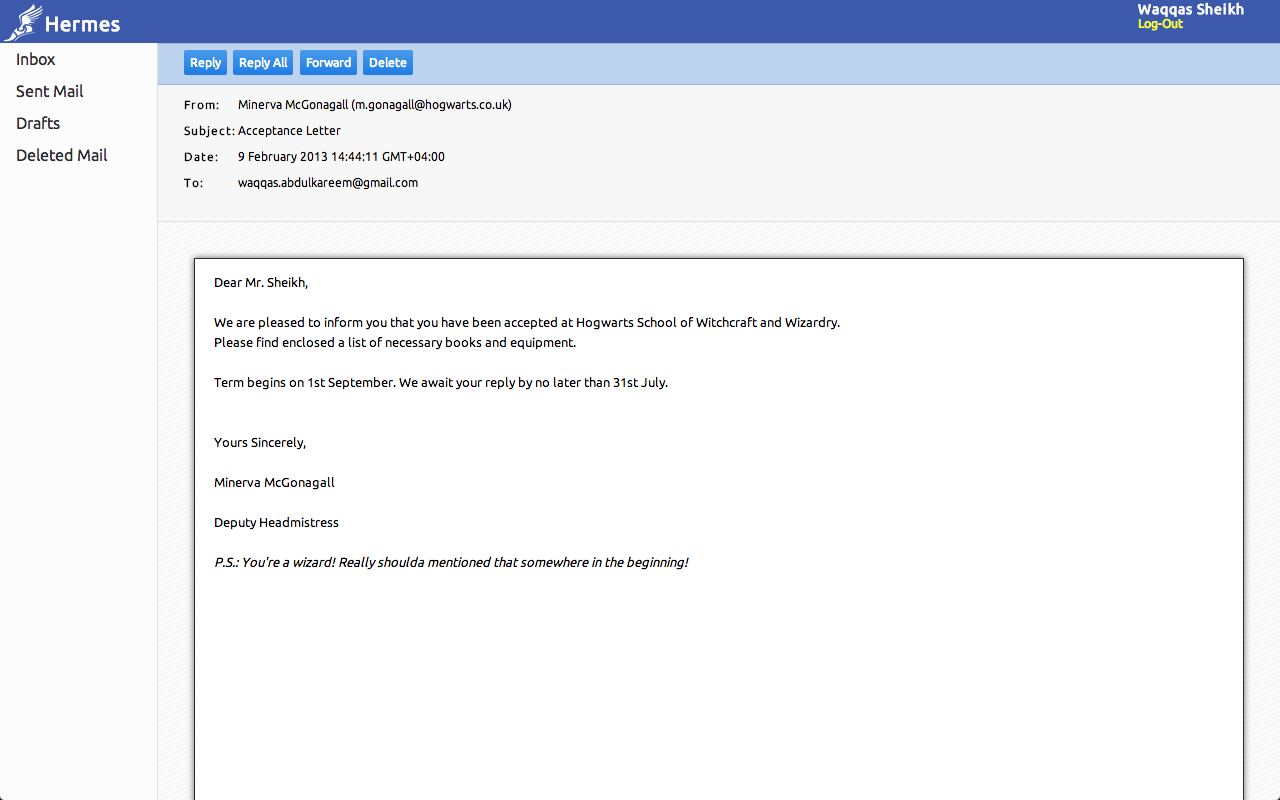 Hermes
Waqqas Sheikh
Log-Out
Inbox
Sent Mail
Drafts
Deleted Mail
Reply Reply All Forward Delete
From: Minerva McGonagall (m.gonagall@hogwarts.co.uk)
Subject: Acceptance Letter
Date: 9 February 2013 14:44:11 GMT+04:00
To: waqqas.abdulkareem@gmail.com
Dear Mr. Sheikh,
We are pleased to inform you that you have been accepted at Hogwarts School of Witchcraft and Wizardry.
Please find enclosed a list of necessary books and equipment.
Term begins on 1st September. We await your reply by no later than 31st July.
Yours Sincerely,
Minerva McGonagall
Deputy Headmistress
P.S.: You're a wizard! Really shoulda mentioned that somewhere in the beginning!